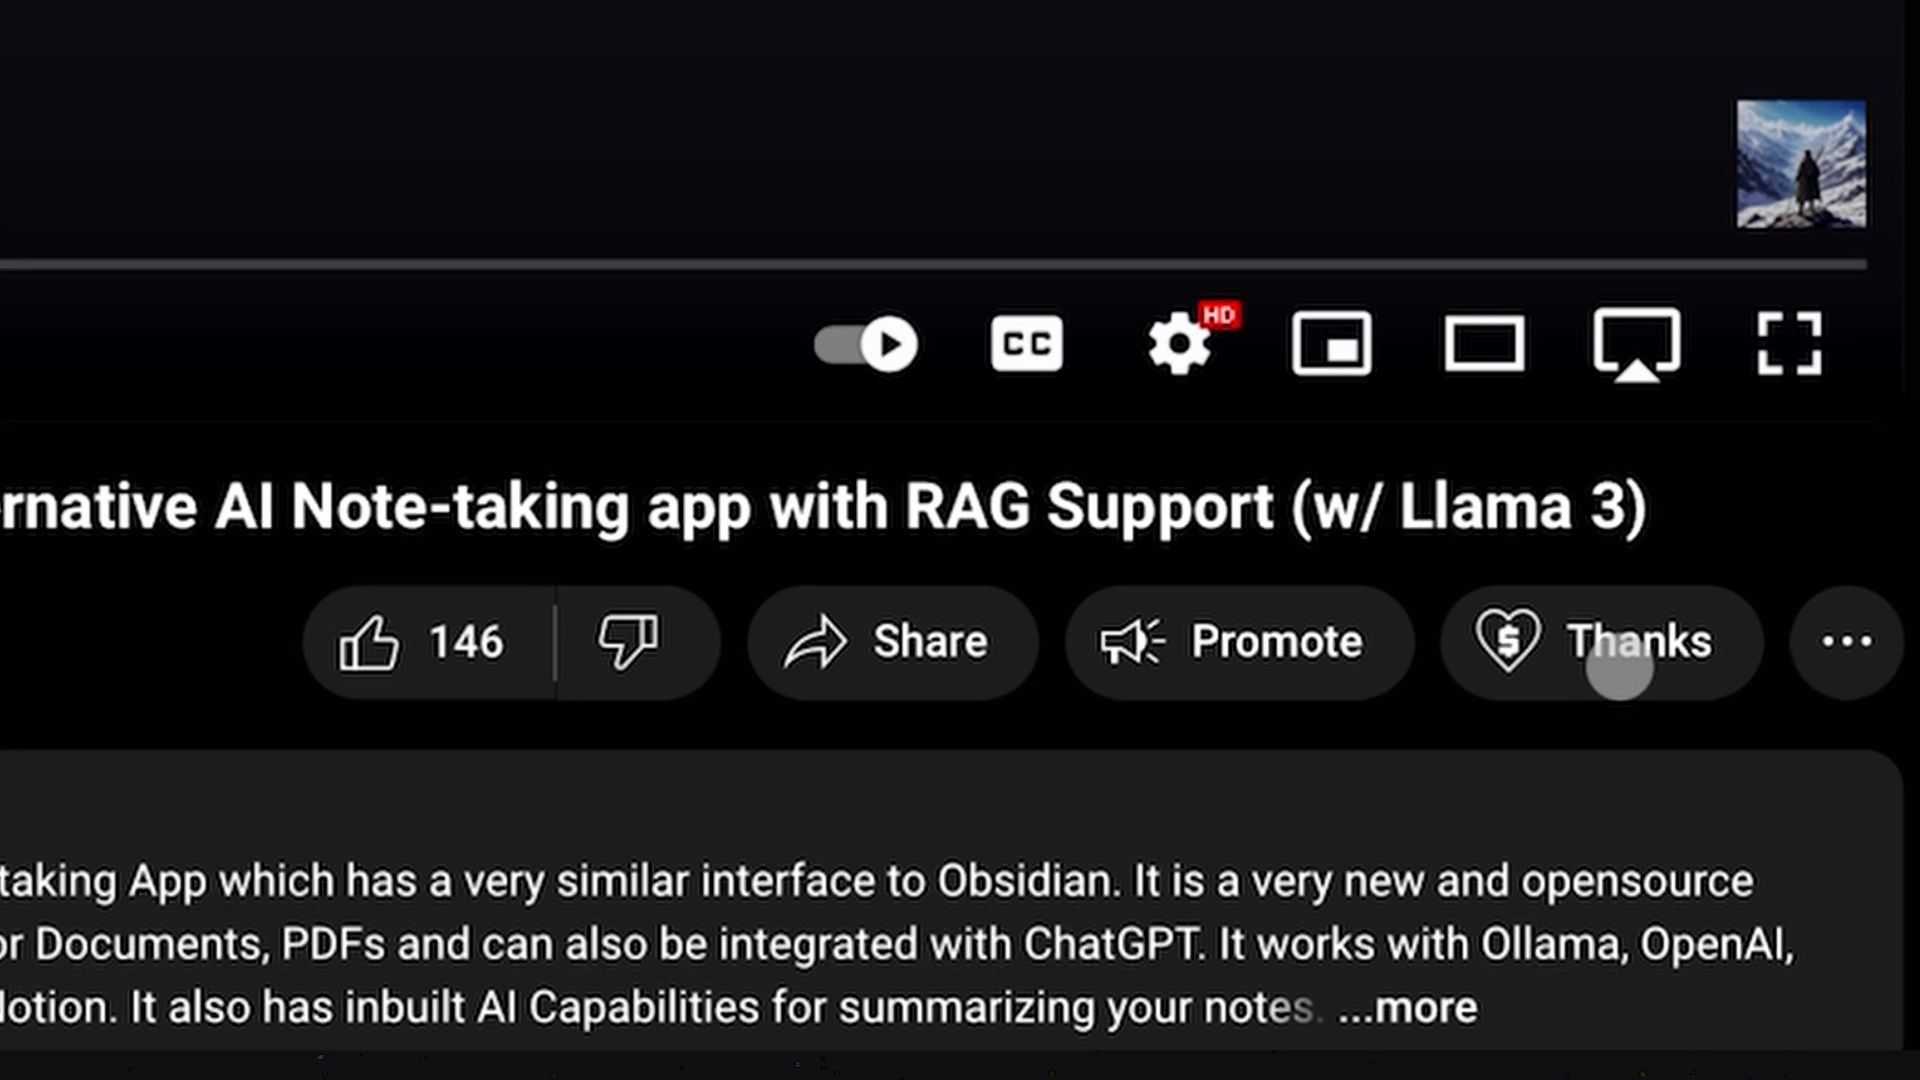 CC HD
rnative AI Note-taking app with RAG Support (w/ Llama 3)
146 Share Promote $ Thanks ...
taking App which has a very similar interface to Obsidian. It is a very new and opensource
or Documents, PDFs and can also be integrated with ChatGPT. It works with Ollama, OpenAI,
lotion. It also has inbuilt AI Capabilities for summarizing your notes. ...more